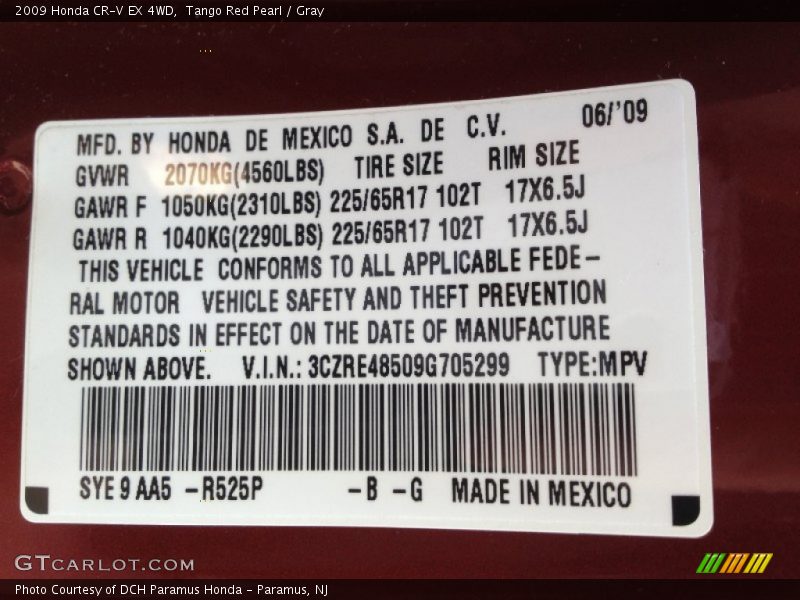 2009 Honda CR-V EX 4WD, Tango Red Pearl / Gray
06/'09
MFD. BY HONDA DE MEXICO S.A. DE C.V.
GVWR 2070KG(4560LBS) TIRE SIZE RIM SIZE
GAWR F 1050KG(2310LBS) 225/65R17 102T 17X6.5J
GAWR R 1040KG(2290LBS) 225/65R17 102T 17X6.5J
THIS VEHICLE CONFORMS TO ALL APPLICABLE FEDE-
RAL MOTOR VEHICLE SAFETY AND THEFT PREVENTION
STANDARDS IN EFFECT ON THE DATE OF MANUFACTURE
SHOWN ABOVE. V.I.N.: 3CZRE48509G705299 TYPE:MPV
SYE 9 AA5 -R525P -B -G MADE IN MEXICO
GTCARLOT.COM
Photo Courtesy of DCH Paramus Honda - Paramus, NJ